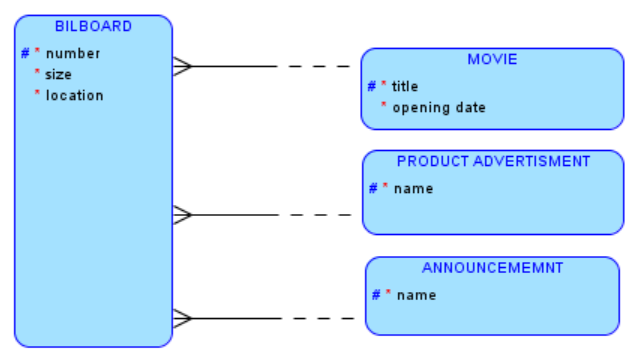 BILBOARD
# * number
* size
* location
MOVIE
# * title
* opening date
PRODUCT ADVERTISMENT
# * name
ANNOUNCEMEMNT
# * name